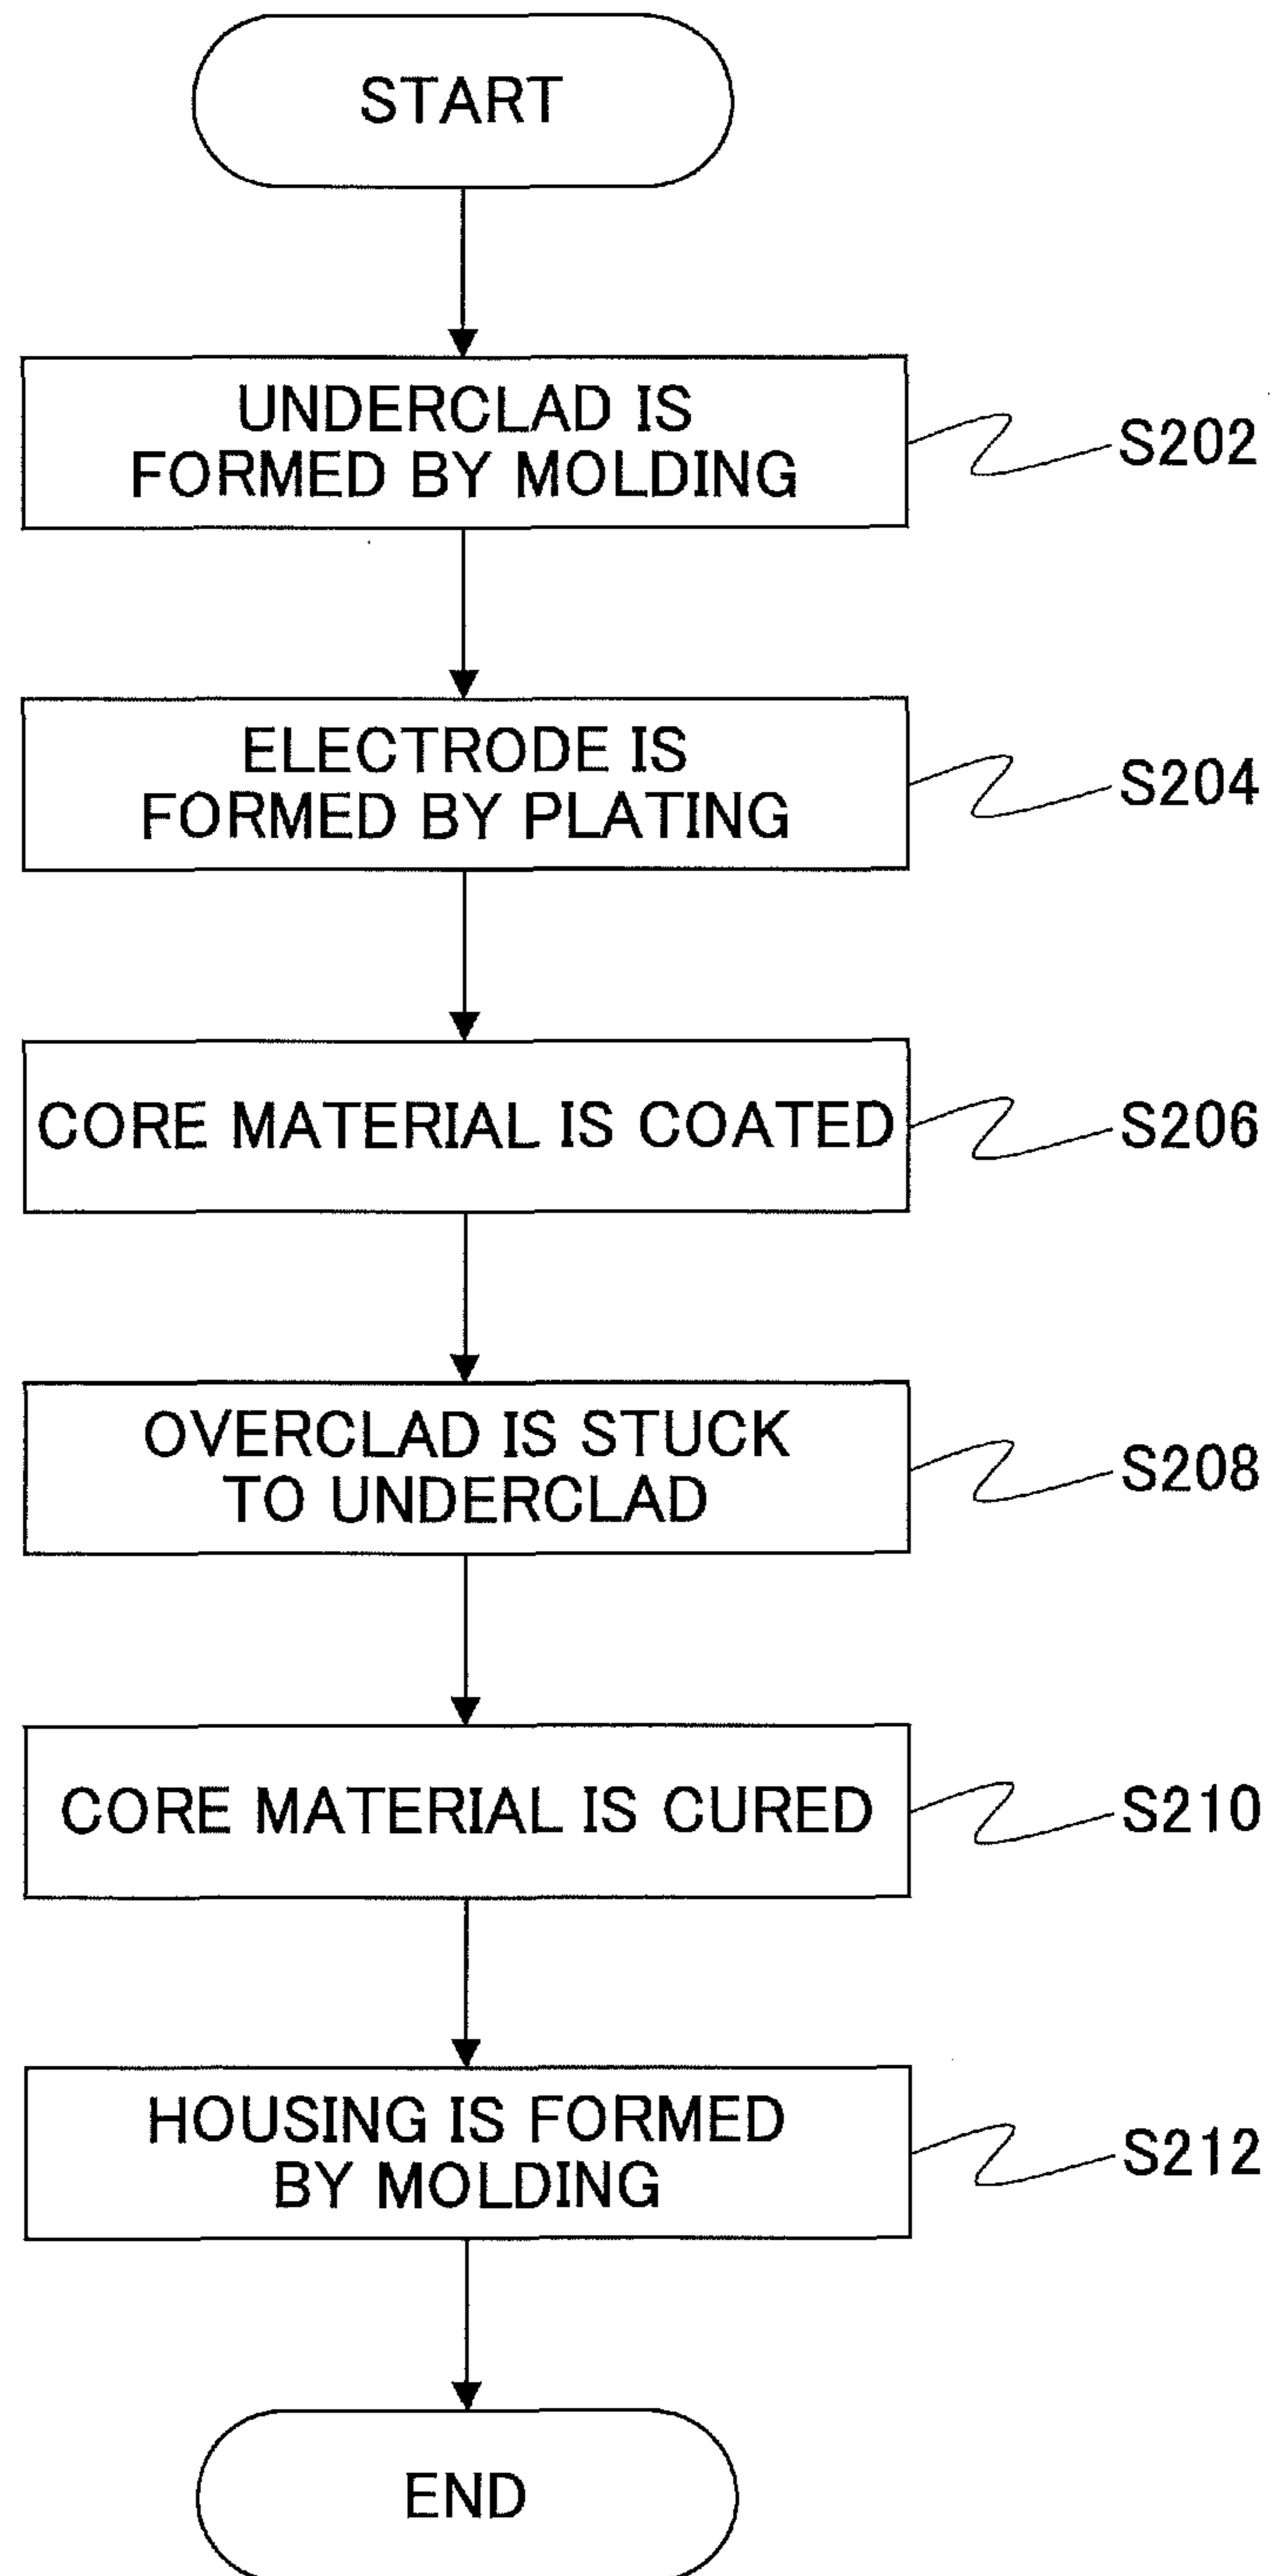 START
UNDERCLAD IS
FORMED BY MOLDING
S202
ELECTRODE IS
FORMED BY PLATING
S204
CORE MATERIAL IS COATED
S206
OVERCLAD IS STUCK
TO UNDERCLAD
S208
CORE MATERIAL IS CURED
S210
HOUSING IS FORMED
BY MOLDING
S212
END